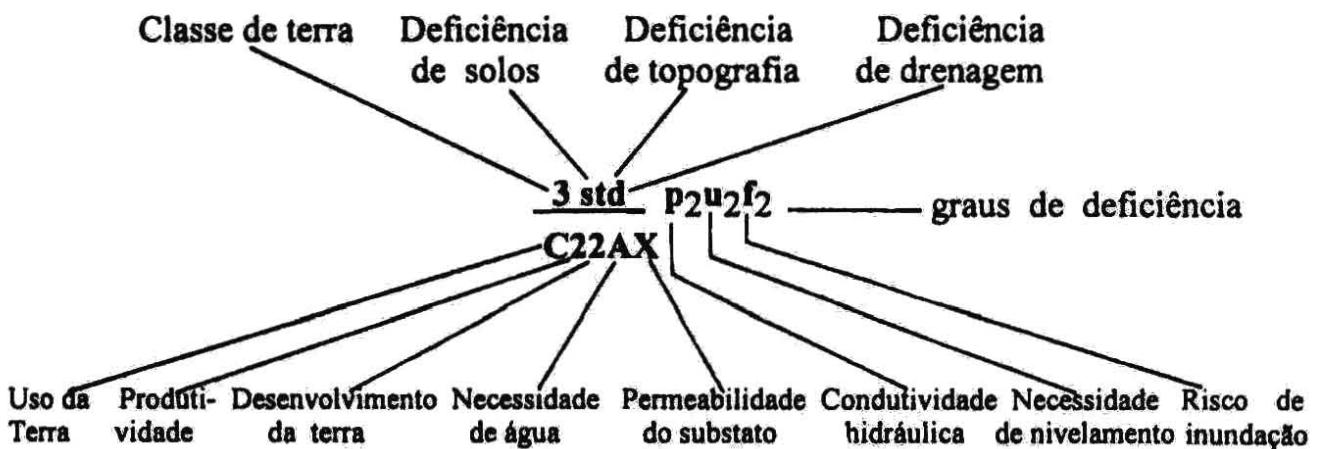 Classe de terra Deficiência Deficiência Deficiência
de solos de topografia de drenagem
3 std p2u2f2 graus de deficiência
C22AX
Uso da Produti- Desenvolvimento Necessidade Permeabilidade Condutividade Necessidade Risco de
Terra vidade da terra de água do substato hidráulica de nivelamento inundação